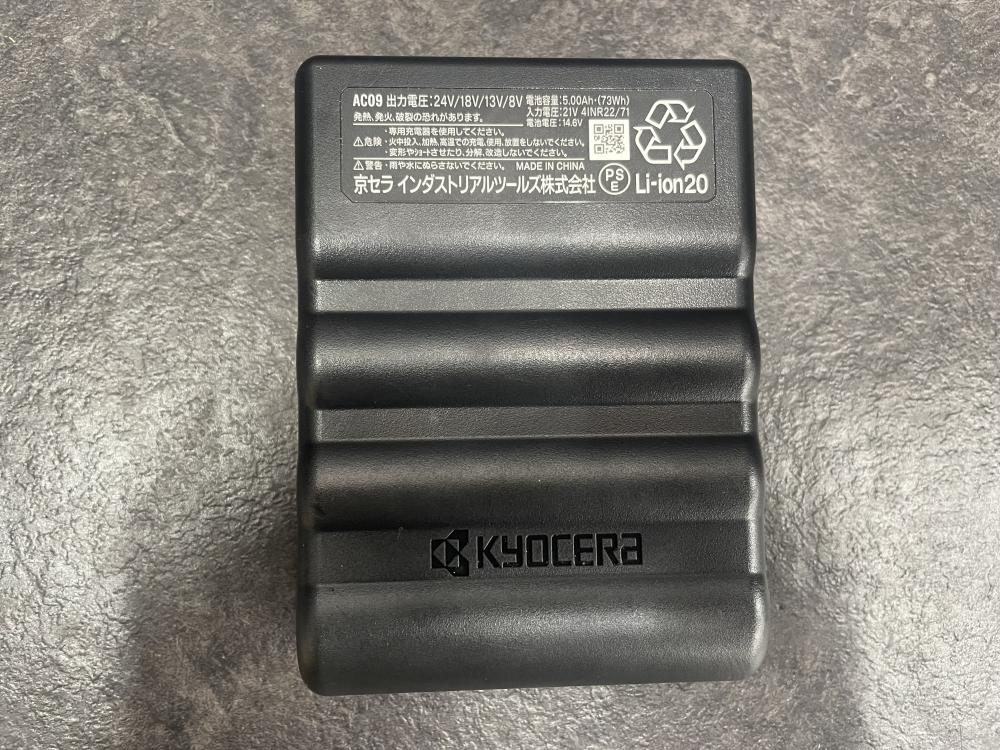 AC09 出力電圧:24V/18V/13V/8V 電池容量:5.00Ah・(73Wh)
発熱、発火、破裂の恐れがあります。 入力電圧:21V 4INR22/71
電池電圧:14.6V
⚠危険 ・専用充電器を使用してください。
・火中投入、加熱、高温での充電、使用、放置をしないでください。
・変形やショートさせたり、分解、改造しないでください。
⚠警告 ・雨や水にぬらさないでください。 MADE IN CHINA
京セラ インダストリアルツールズ株式会社 PSE Li-ion20
KYOCERA